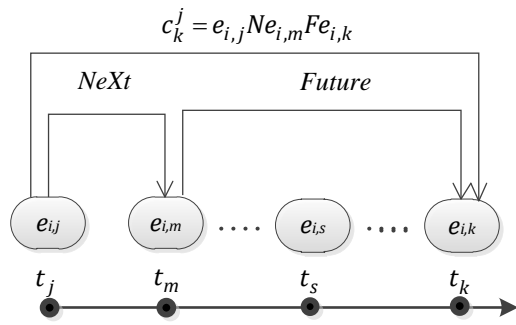 c_k^j = e_{i,j}Ne_{i,m}Fe_{i,k}
NeXt Future
e_{i,j} e_{i,m} .... e_{i,s} ..... e_{i,k}
t_j t_m t_s t_k